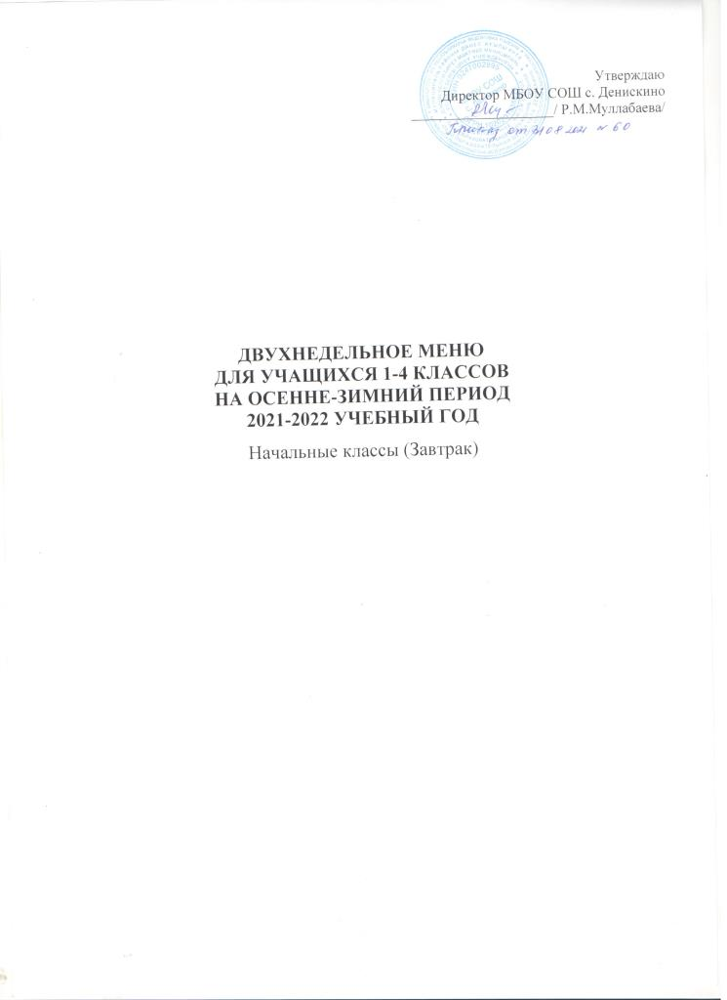 Утверждаю
Директор МБОУ СОШ с. Денискино
/ Р.М.Муллабаева/
Приказ от 31 08 2021 № 60
ДВУХНЕДЕЛЬНОЕ МЕНЮ
ДЛЯ УЧАЩИХСЯ 1-4 КЛАССОВ
НА ОСЕННЕ-ЗИМНИЙ ПЕРИОД
2021-2022 УЧЕБНЫЙ ГОД
Начальные классы (Завтрак)